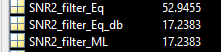 SNR2_filter_Eq 52.9455
SNR2_filter_Eq_db 17.2383
SNR2_filter_ML 17.2383